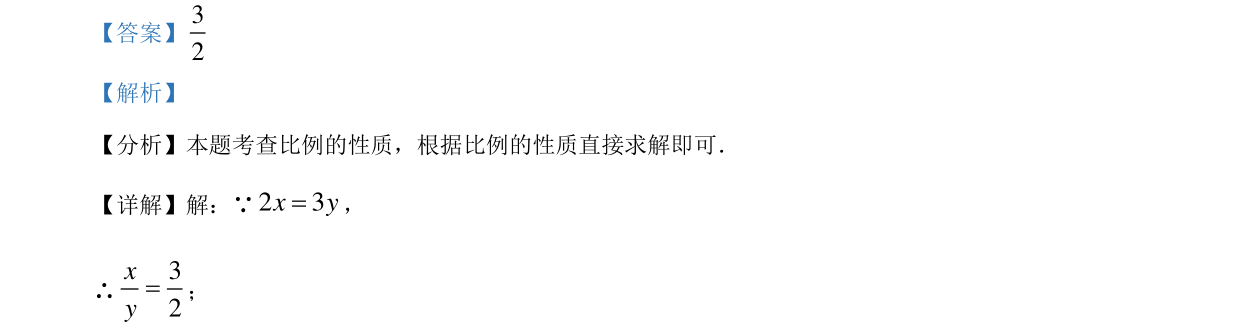 【答案】3/2
【解析】
【分析】本题考查比例的性质，根据比例的性质直接求解即可．
【详解】解：∵2x=3y，
∴x/y=3/2；